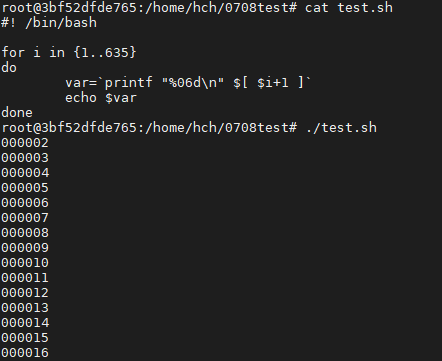 root@3bf52dfde765:/home/hch/0708test# cat test.sh
#! /bin/bash

for i in {1..635}
do
        var=`printf "%06d\n" $[ $i+1 ]`
        echo $var
done
root@3bf52dfde765:/home/hch/0708test# ./test.sh
000002
000003
000004
000005
000006
000007
000008
000009
000010
000011
000012
000013
000014
000015
000016